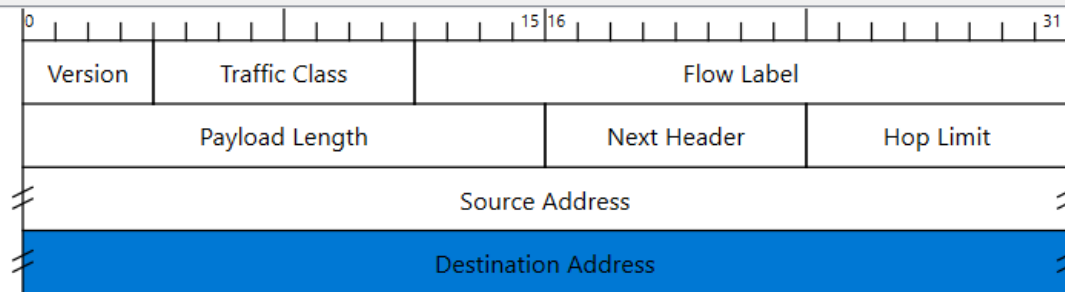 0 15 16 31
Version Traffic Class Flow Label
Payload Length Next Header Hop Limit
Source Address
Destination Address